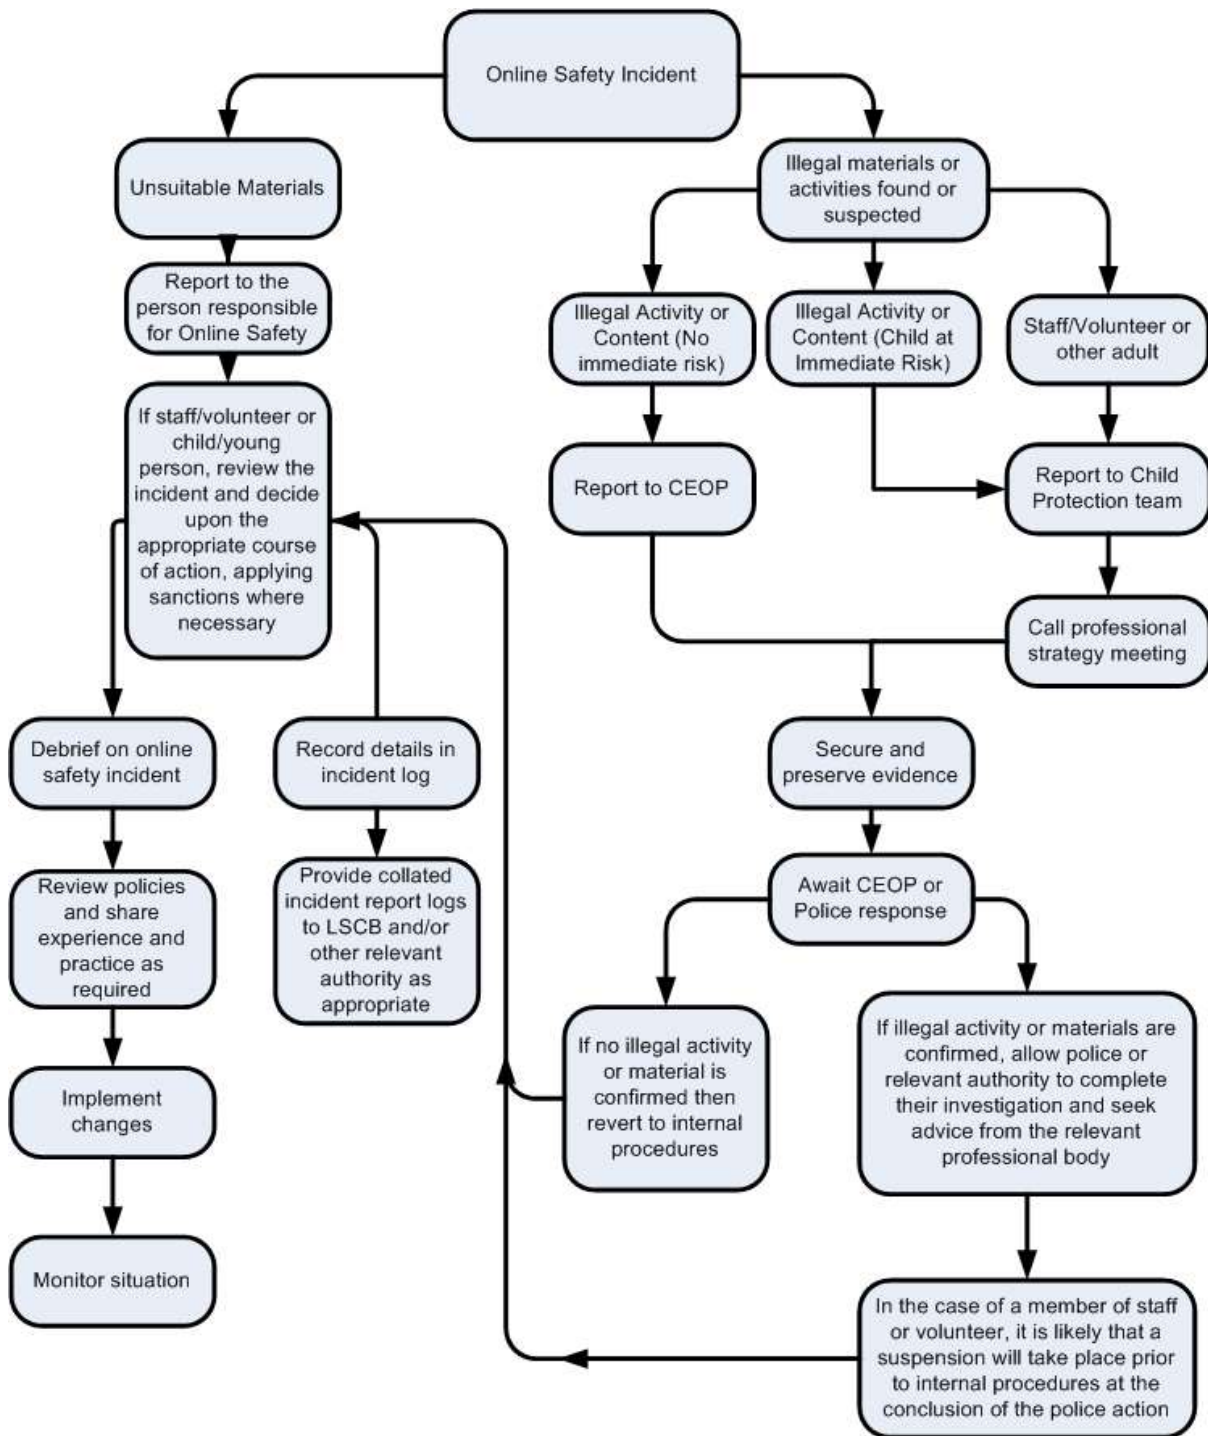 Online Safety Incident
Unsuitable Materials
Illegal materials or
activities found or
suspected
Report to the
person responsible
for Online Safety
Illegal Activity or
Content (No
immediate risk)
Illegal Activity or
Content (Child at
Immediate Risk)
Staff/Volunteer or
other adult
If staff/volunteer or
child/young
person, review the
incident and decide
upon the
appropriate course
of action, applying
sanctions where
necessary
Report to CEOP
Report to Child
Protection team
Call professional
strategy meeting
Debrief on online
safety incident
Record details in
incident log
Secure and
preserve evidence
Review policies
and share
experience and
practice as
required
Provide collated
incident report logs
to LSCB and/or
other relevant
authority as
appropriate
Await CEOP or
Police response
If no illegal activity
or material is
confirmed then
revert to internal
procedures
If illegal activity or materials are
confirmed, allow police or
relevant authority to complete
their investigation and seek
advice from the relevant
professional body
Implement
changes
Monitor situation
In the case of a member of staff
or volunteer, it is likely that a
suspension will take place prior
to internal procedures at the
conclusion of the police action